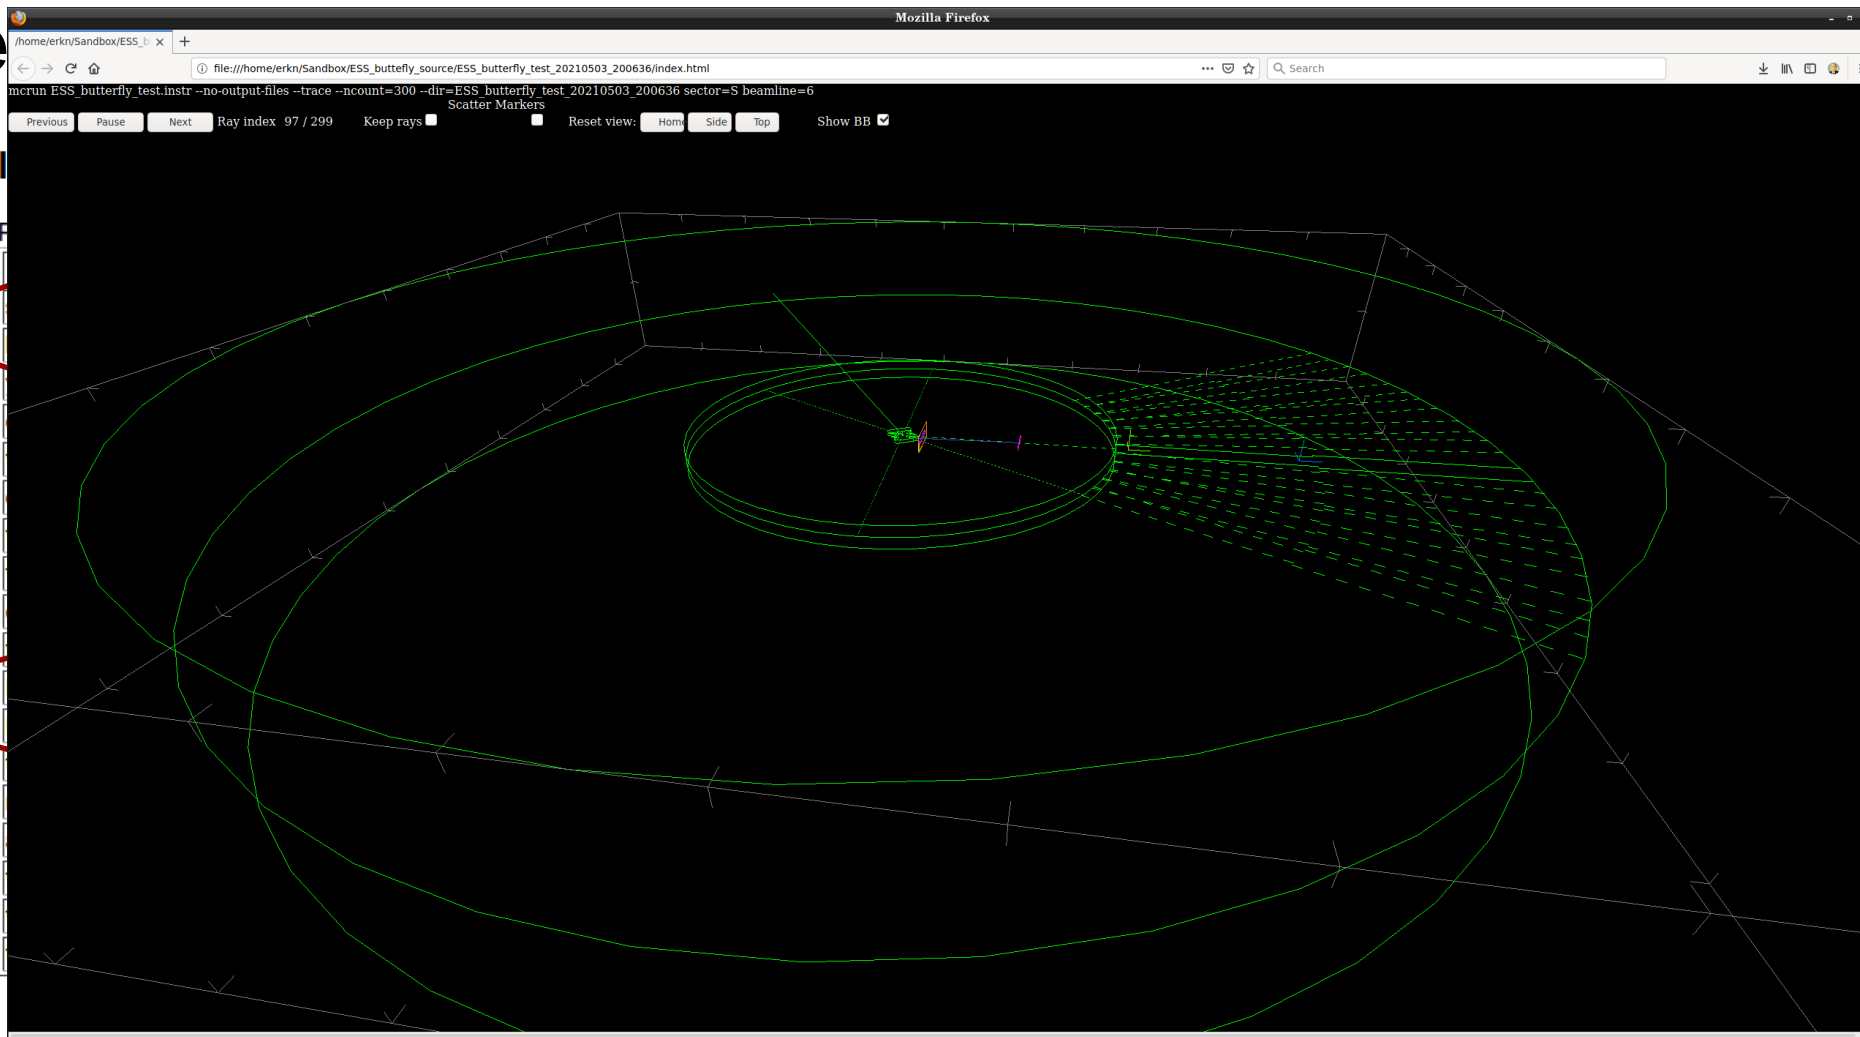 Mozilla Firefox
/home/erkn/Sandbox/ESS_b
file:///home/erkn/Sandbox/ESS_buttefly_source/ESS_butterfly_test_20210503_200636/index.html
Search
mcrun ESS_butterfly_test.instr --no-output-files --trace --ncount=300 --dir=ESS_butterfly_test_20210503_200636 sector=S beamline=6
Scatter Markers
Previous Pause Next Ray index 97 / 299 Keep rays Reset view: Home Side Top Show BB